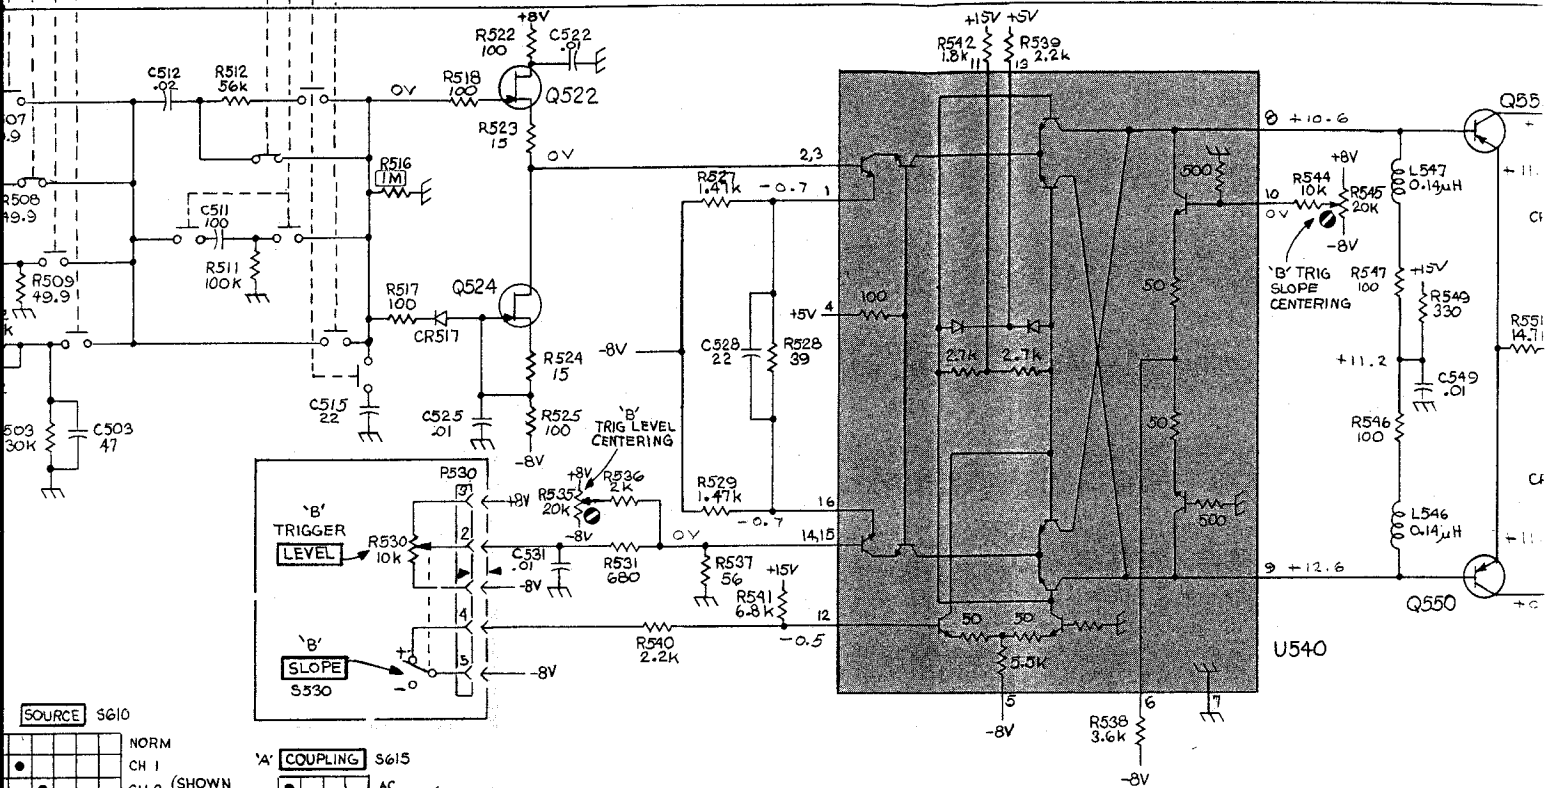 +8V
R522
100
C522
.01
+15V +5V
R542
1.8K
11
R539
2.2K
13
C512
.02
R512
56K
0V
R518
100
Q522
R523
15
0V
2,3
R516
1M
R527
1.47K
-0.7
1
8 +10.6
500
R544
10K
10
0V
+8V
R545
20K
-8V
'B' TRIG
SLOPE
CENTERING
L547
0.14µH
R508
49.9
C511
100
R511
100K
R509
49.9
R517
100
CR517
Q524
R524
15
-8V
C528
22
R528
39
+5V
4
100
2.7K
2.7K
50
50
R547
100
+15V
R549
330
+11.2
C549
.01
R546
100
C515
22
C525
.01
R525
100
-8V
'B'
TRIG LEVEL
CENTERING
C503
47
30K
'B'
TRIGGER
LEVEL
R530
10K
P530
3
2
4
5
+8V
-8V
-8V
+8V
R535
20K
-8V
R536
2K
C531
.01
R531
680
0V
R529
1.47K
-0.7
16
14,15
R537
56
+15V
R541
6.8K
R540
2.2K
12
-0.5
50
50
5.5K
5
-8V
500
L546
0.14µH
9 +12.6
Q550
U540
6
7
R538
3.6K
-8V
'B'
SLOPE
S530
+
-
SOURCE S610
NORM
CH 1
(SHOWN
'A' COUPLING S615
AC